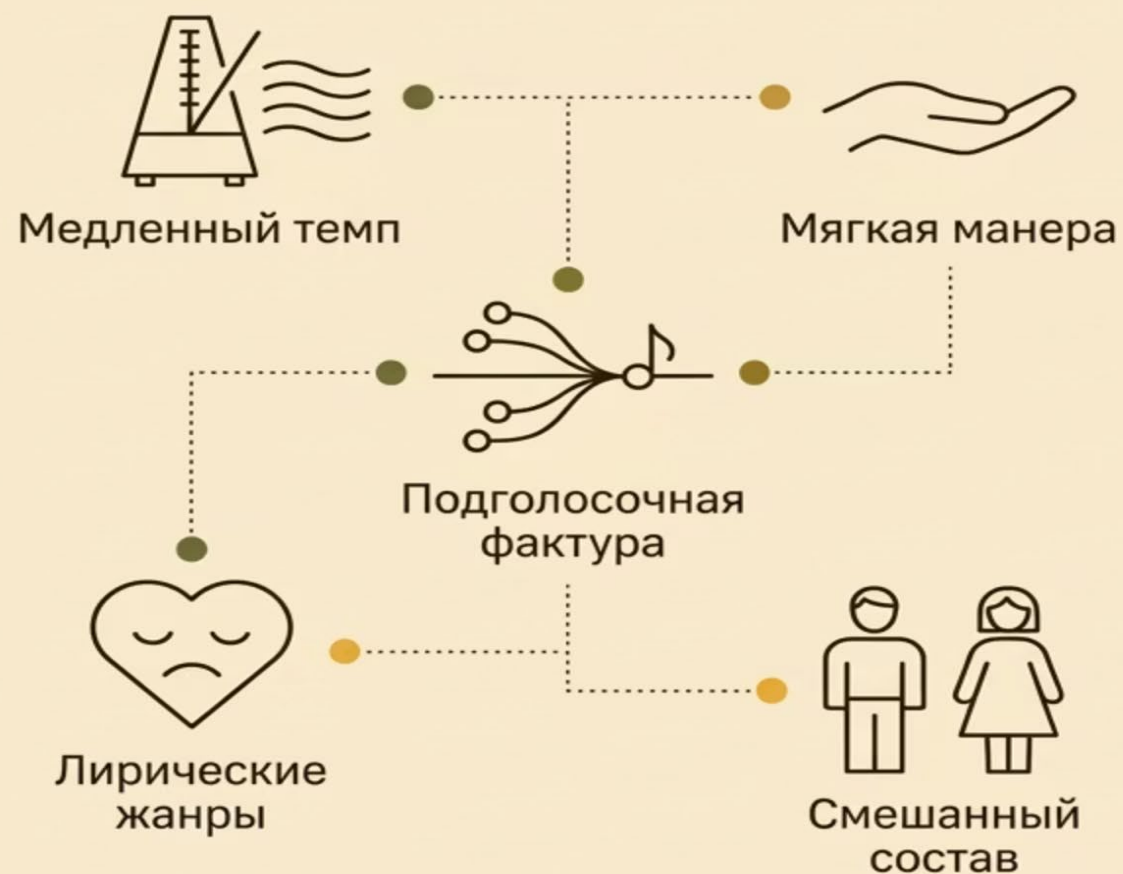 Медленный темп
Мягкая манера
Подголосочная
фактура
Лирические
жанры
Смешанный
состав